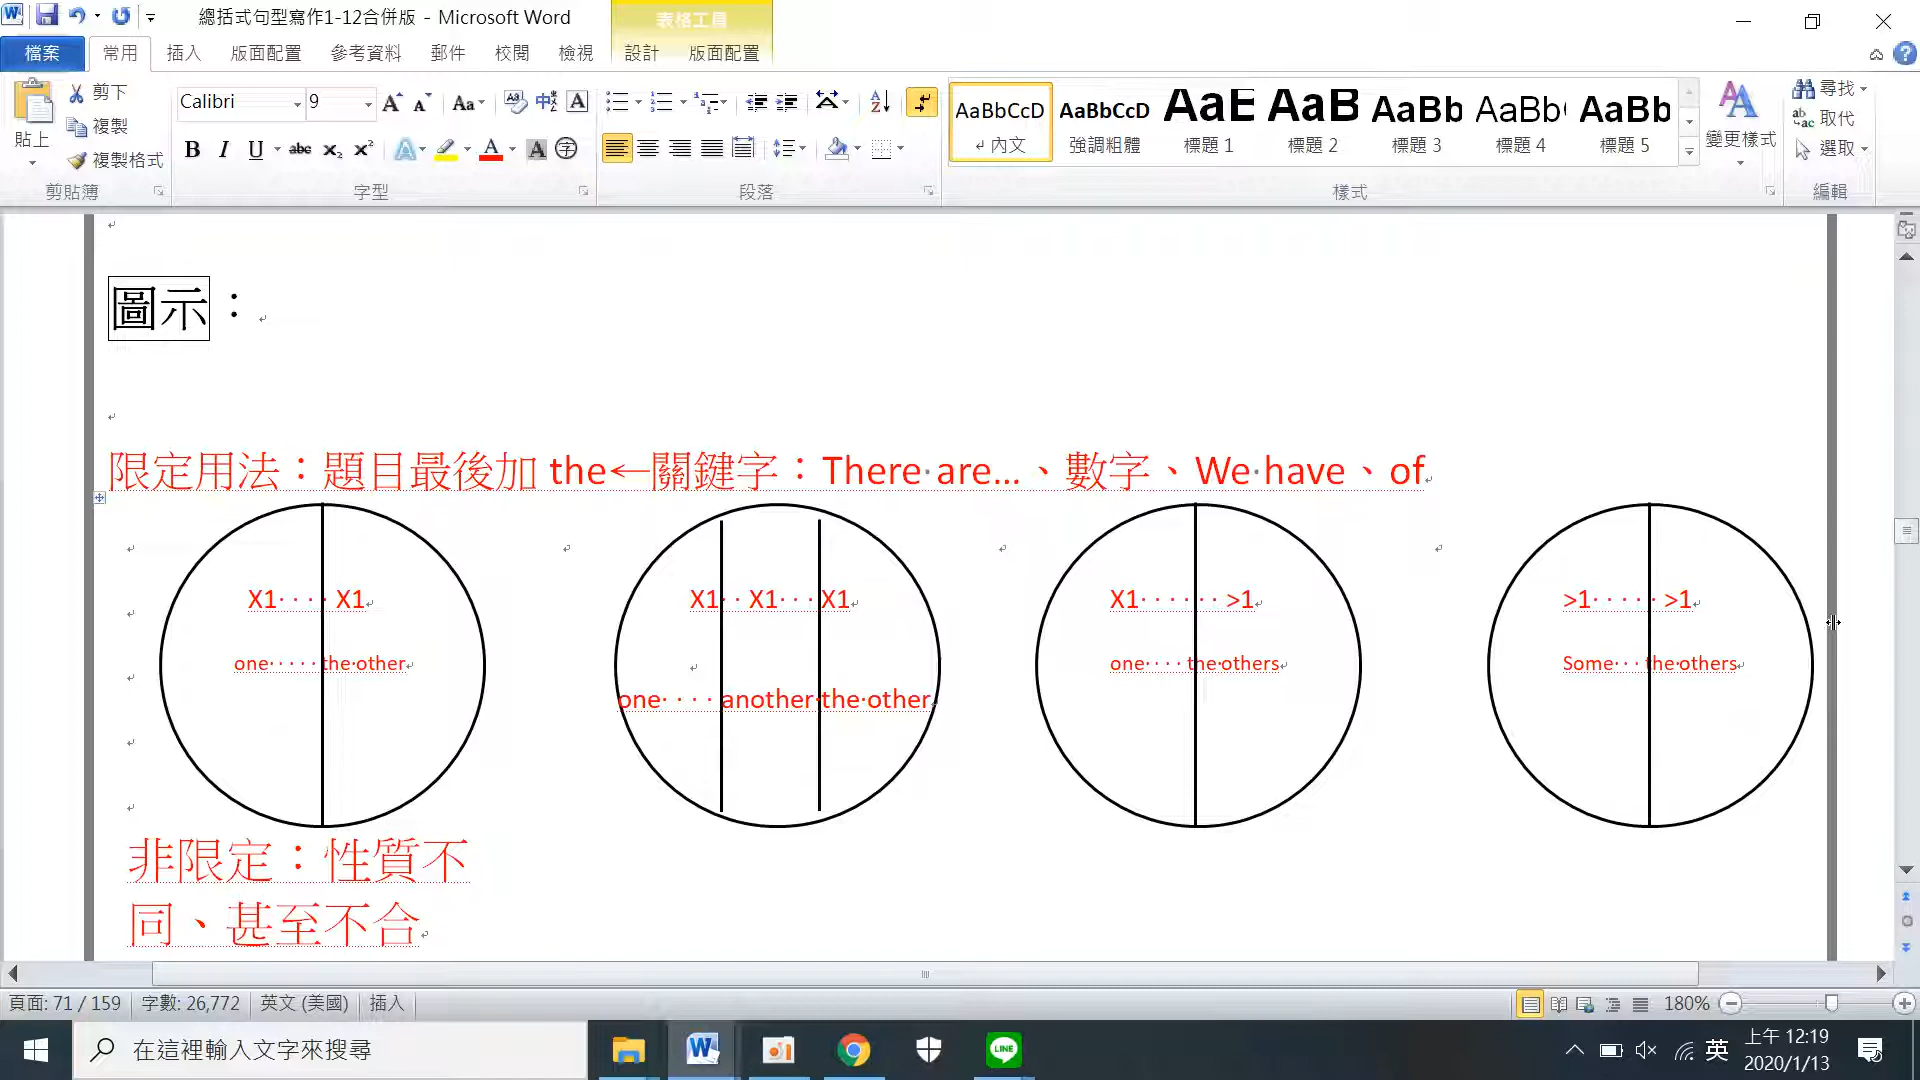 總括式句型寫作1-12合併版 - Microsoft Word
表格工具
檔案 常用 插入 版面配置 參考資料 郵件 校閱 檢視 設計 版面配置
貼上
剪下
複製
複製格式
剪貼簿
Calibri 9
字型
段落
AaBbCcD AaBbCcD AaE AaB AaBb AaBb AaBb
內文 強調粗體 標題 1 標題 2 標題 3 標題 4 標題 5
樣式
變更樣式
尋找
取代
選取
編輯
圖示：
限定用法：題目最後加 the←關鍵字：There are...、數字、We have、of
X1 X1
one the other
X1 X1 X1
one another the other
X1 >1
one the others
>1 >1
Some the others
非限定：性質不
同、甚至不合
頁面: 71 / 159 字數: 26,772 英文 (美國) 插入 180%
在這裡輸入文字來搜尋
LINE
英
上午 12:19
2020/1/13